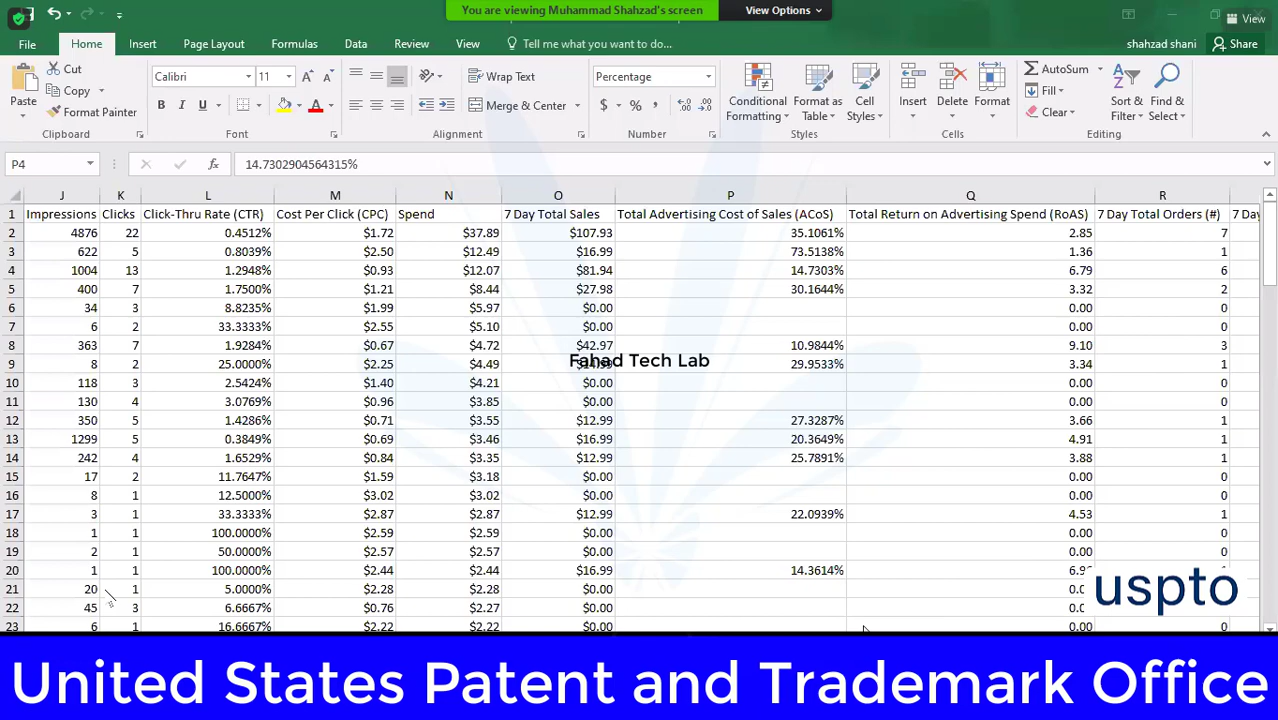 You are viewing Muhammad Shahzad's screen
View Options
View
File Home Insert Page Layout Formulas Data Review View Tell me what you want to do... shahzad shani Share
Paste Cut Copy Format Painter Clipboard
Calibri 11 A A B I U A Font
Wrap Text Merge & Center Alignment
Percentage $ % , Number
Conditional Formatting Format as Table Cell Styles Styles
Insert Delete Format Cells
AutoSum Fill Clear Sort & Filter Find & Select Editing
P4 fx 14.7302904564315%
J K L M N O P Q R
1 Impressions Clicks Click-Thru Rate (CTR) Cost Per Click (CPC) Spend 7 Day Total Sales Total Advertising Cost of Sales (ACoS) Total Return on Advertising Spend (RoAS) 7 Day Total Orders (#) 7 Day
2 4876 22 0.4512% $1.72 $37.89 $107.93 35.1061% 2.85 7
3 622 5 0.8039% $2.50 $12.49 $16.99 73.5138% 1.36 1
4 1004 13 1.2948% $0.93 $12.07 $81.94 14.7303% 6.79 6
5 400 7 1.7500% $1.21 $8.44 $27.98 30.1644% 3.32 2
6 34 3 8.8235% $1.99 $5.97 $0.00 0.00 0
7 6 2 33.3333% $2.55 $5.10 $0.00 0.00 0
8 363 7 1.9284% $0.67 $4.72 $42.97 10.9844% 9.10 3
Fahad Tech Lab
9 8 2 25.0000% $2.25 $4.49 29.9533% 3.34 1
10 118 3 2.5424% $1.40 $4.21 $0.00 0.00 0
11 130 4 3.0769% $0.96 $3.85 $0.00 0.00 0
12 350 5 1.4286% $0.71 $3.55 $12.99 27.3287% 3.66 1
13 1299 5 0.3849% $0.69 $3.46 $16.99 20.3649% 4.91 1
14 242 4 1.6529% $0.84 $3.35 $12.99 25.7891% 3.88 1
15 17 2 11.7647% $1.59 $3.18 $0.00 0.00 0
16 8 1 12.5000% $3.02 $3.02 $0.00 0.00 0
17 3 1 33.3333% $2.87 $2.87 $12.99 22.0939% 4.53 1
18 1 1 100.0000% $2.59 $2.59 $0.00 0.00 0
19 2 1 50.0000% $2.57 $2.57 $0.00 0.00 0
20 1 1 100.0000% $2.44 $2.44 $16.99 14.3614%
21 20 1 5.0000% $2.28 $2.28 $0.00
22 45 3 6.6667% $0.76 $2.27 $0.00
23 6 1 16.6667% $2.22 $2.22 $0.00 0.00 0
uspto
United States Patent and Trademark Office